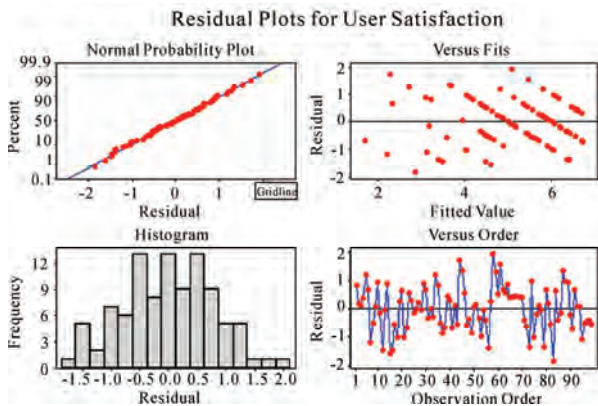 Residual Plots for User Satisfaction
Normal Probability Plot
Versus Fits
99.9
99
90
50
10
1
0.1
Percent
-2 -1 0 1
Gridline
Residual
2
1
0
-1
-2
Residual
2 4 6
Fitted Value
Histogram
Versus Order
12
9
6
3
0
Frequency
-1.5 -1.0 -0.5 0.0 0.5 1.0 1.5 2.0
Residual
2
1
0
-1
-2
Residual
1 10 20 30 40 50 60 70 80 90
Observation Order